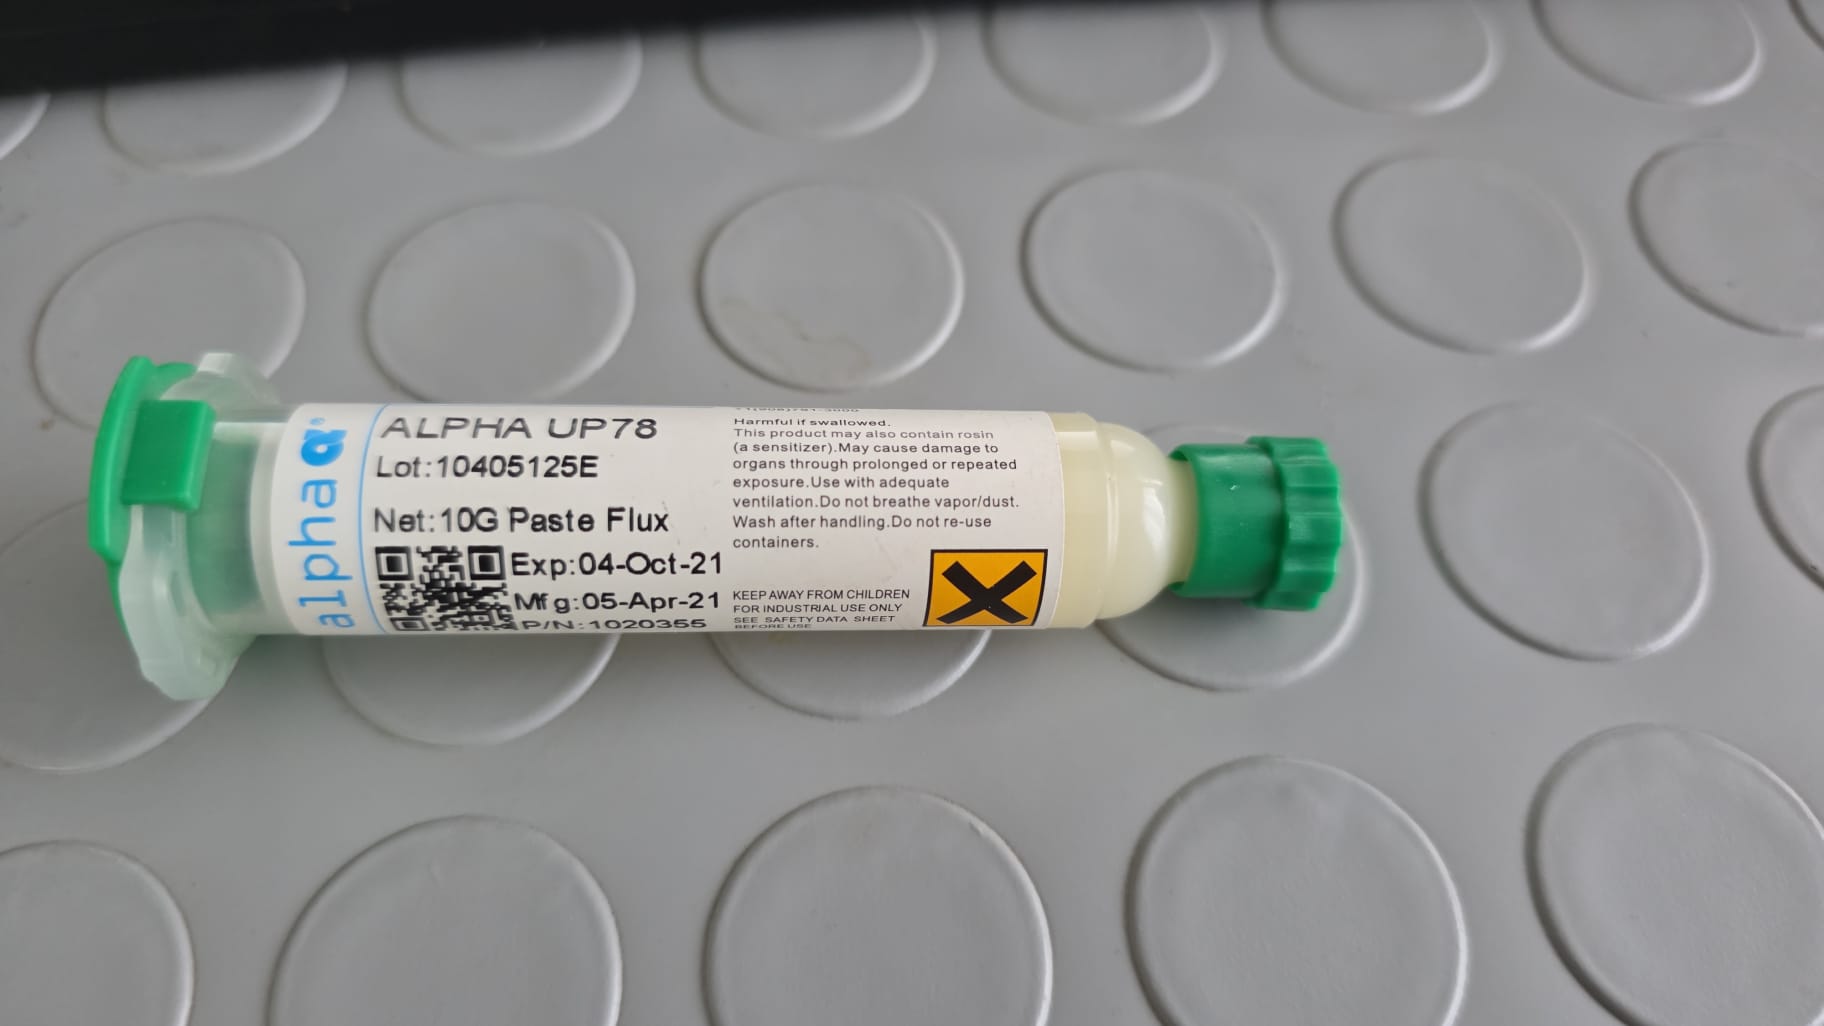 alpha α®
ALPHA UP78
Lot:10405125E
Net:10G Paste Flux
Exp:04-Oct-21
Mfg:05-Apr-21
P/N:1020355
Harmful if swallowed.
This product may also contain rosin
(a sensitizer).May cause damage to
organs through prolonged or repeated
exposure.Use with adequate
ventilation.Do not breathe vapor/dust.
Wash after handling.Do not re-use
containers.
KEEP AWAY FROM CHILDREN
FOR INDUSTRIAL USE ONLY
SEE SAFETY DATA SHEET
BEFORE USE